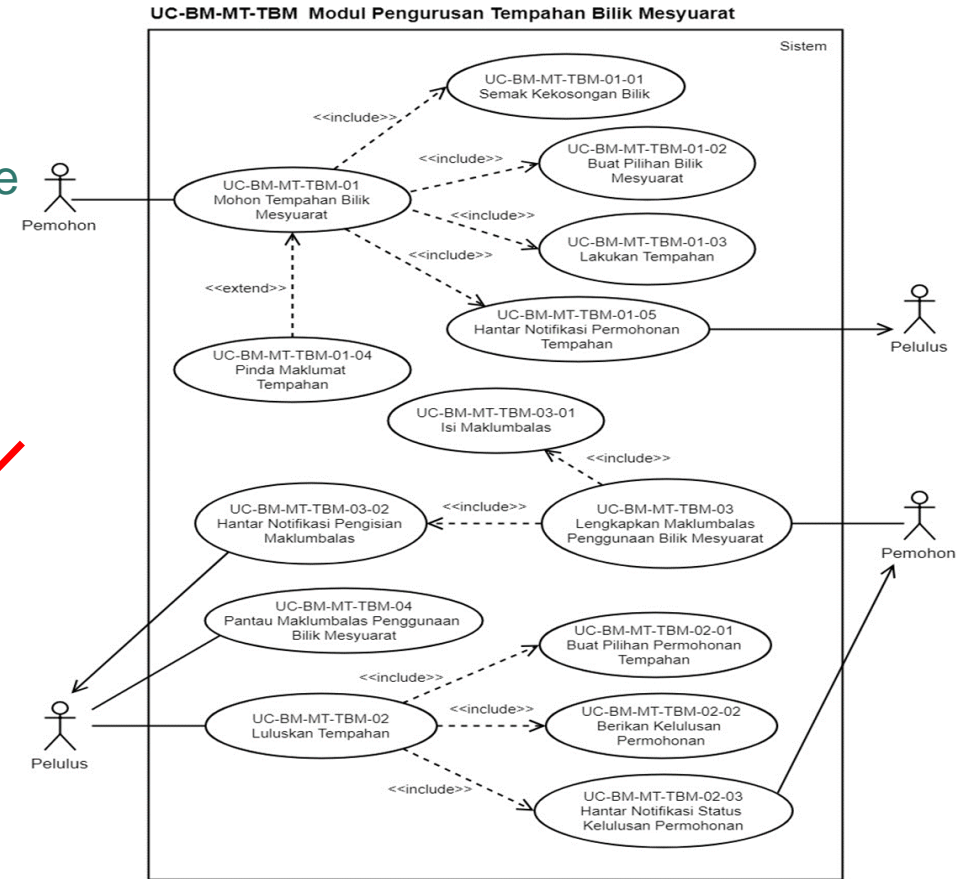 UC-BM-MT-TBM Modul Pengurusan Tempahan Bilik Mesyuarat
Sistem
UC-BM-MT-TBM-01-01
Semak Kekosongan Bilik
<<include>>
UC-BM-MT-TBM-01-02
Buat Pilihan Bilik
Mesyuarat
<<include>>
e
Pemohon
UC-BM-MT-TBM-01
Mohon Tempahan Bilik
Mesyuarat
<<include>>
UC-BM-MT-TBM-01-03
Lakukan Tempahan
<<include>>
<<extend>>
UC-BM-MT-TBM-01-05
Hantar Notifikasi Permohonan
Tempahan
Pelulus
UC-BM-MT-TBM-01-04
Pinda Maklumat
Tempahan
UC-BM-MT-TBM-03-01
Isi Maklumbalas
<<include>>
UC-BM-MT-TBM-03-02
Hantar Notifikasi Pengisian
Maklumbalas
<<include>>
UC-BM-MT-TBM-03
Lengkapkan Maklumbalas
Penggunaan Bilik Mesyuarat
Pemohon
UC-BM-MT-TBM-04
Pantau Maklumbalas Penggunaan
Bilik Mesyuarat
UC-BM-MT-TBM-02-01
Buat Pilihan Permohonan
Tempahan
<<include>>
Pelulus
UC-BM-MT-TBM-02
Luluskan Tempahan
<<include>>
UC-BM-MT-TBM-02-02
Berikan Kelulusan
Permohonan
<<include>>
UC-BM-MT-TBM-02-03
Hantar Notifikasi Status
Kelulusan Permohonan